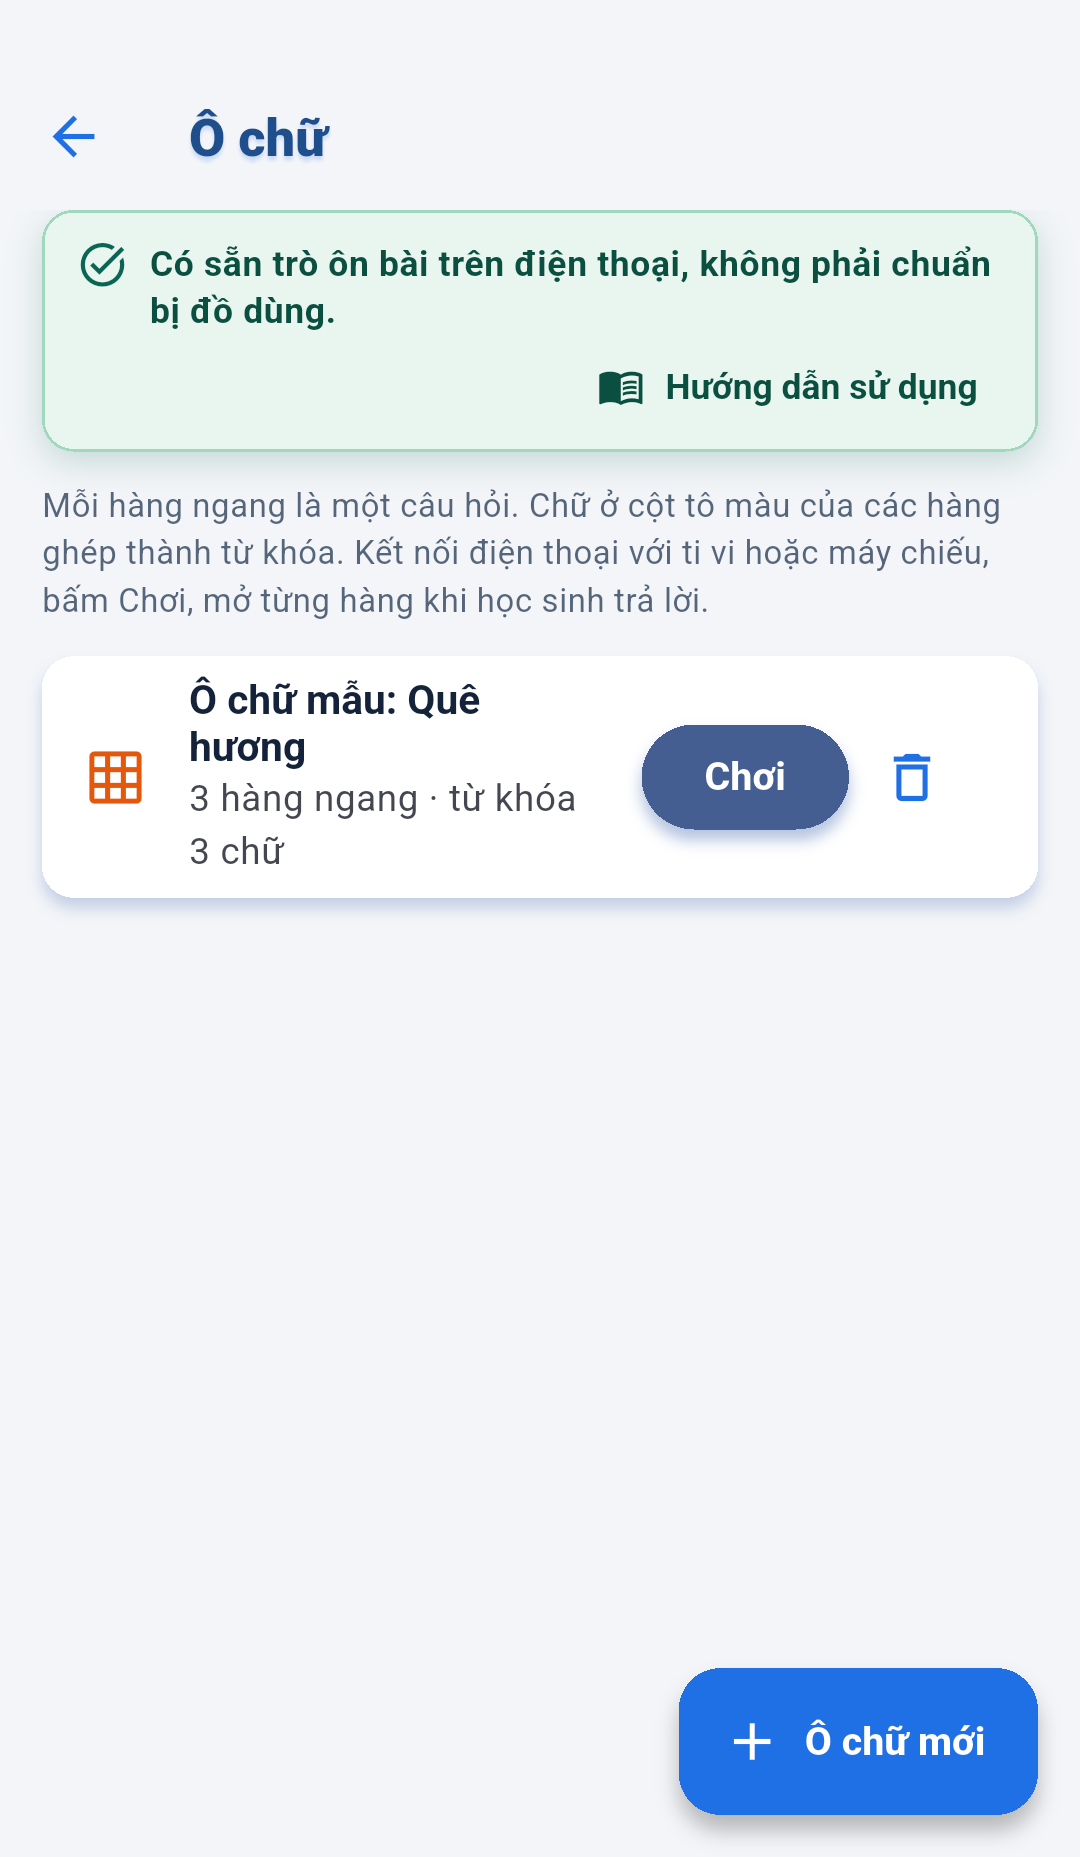 Ô chữ
Có sẵn trò ôn bài trên điện thoại, không phải chuẩn
bị đồ dùng.
Hướng dẫn sử dụng
Mỗi hàng ngang là một câu hỏi. Chữ ở cột tô màu của các hàng
ghép thành từ khóa. Kết nối điện thoại với ti vi hoặc máy chiếu,
bấm Chơi, mở từng hàng khi học sinh trả lời.
Ô chữ mẫu: Quê
hương
3 hàng ngang · từ khóa
3 chữ
Chơi
Ô chữ mới